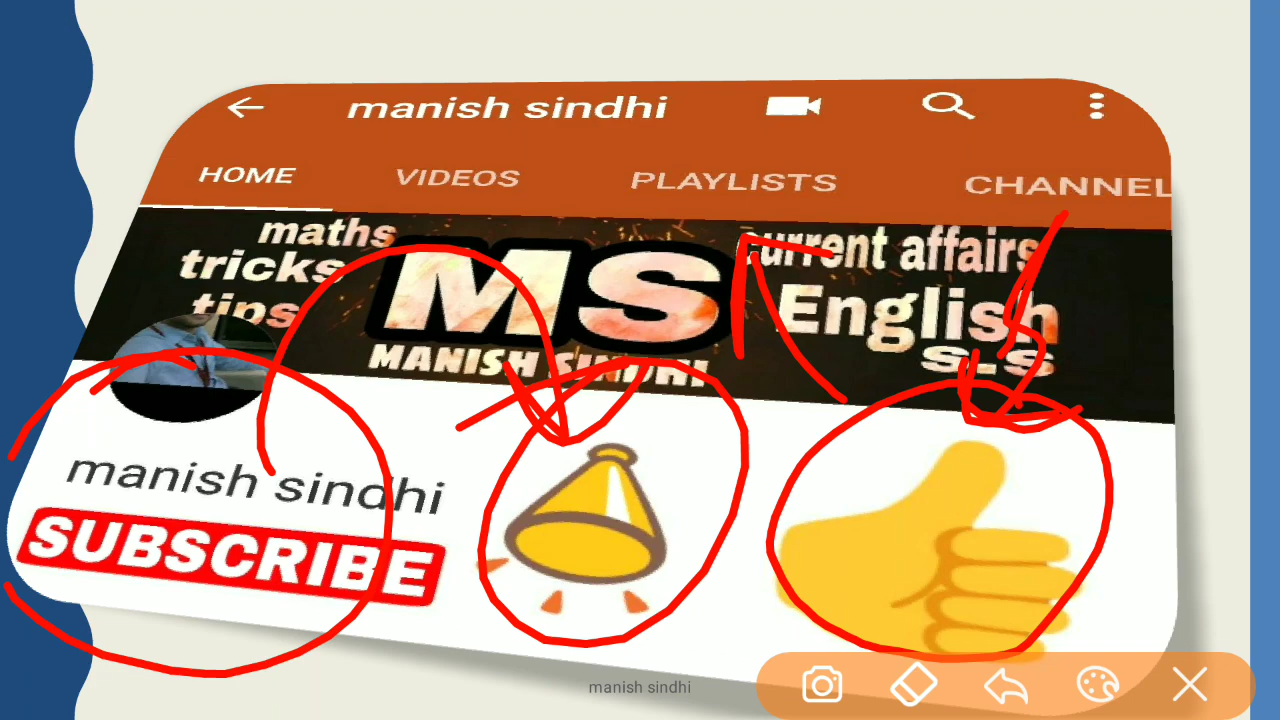 manish sindhi
HOME VIDEOS PLAYLISTS CHANNEL
maths
tricks
tips
MS
MANISH SINDHI
current affairs
English
S.S
manish sindhi
SUBSCRIBE
manish sindhi